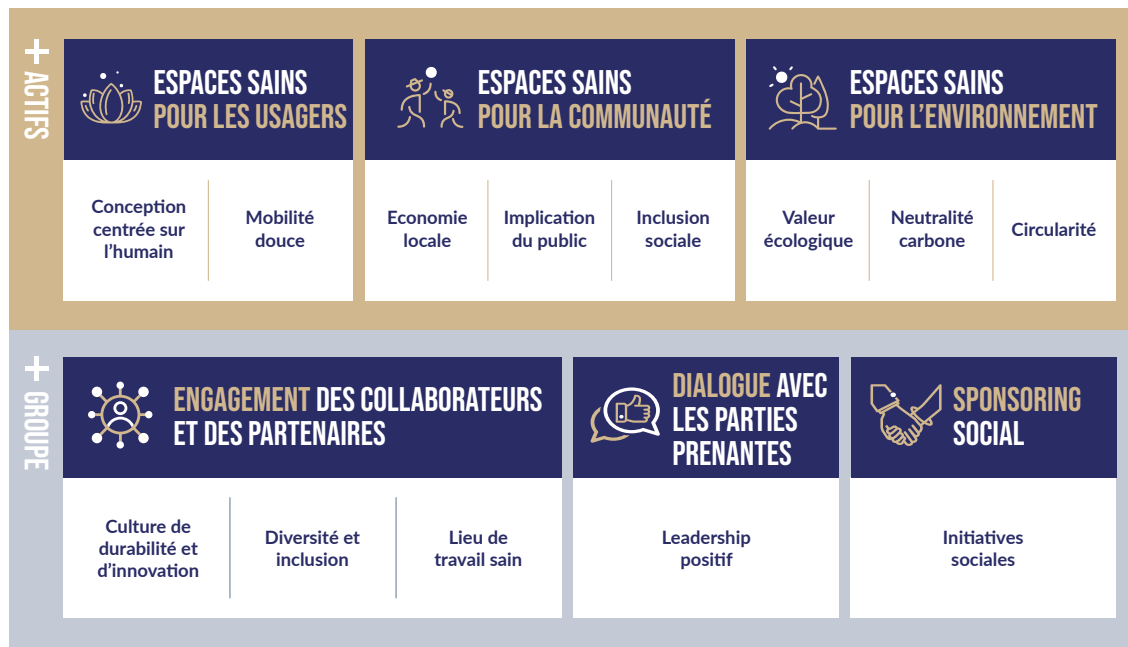 + ACTIFS
ESPACES SAINS
POUR LES USAGERS
Conception
centrée sur
l'humain
Mobilité
douce
ESPACES SAINS
POUR LA COMMUNAUTÉ
Economie
locale
Implication
du public
Inclusion
sociale
ESPACES SAINS
POUR L'ENVIRONNEMENT
Valeur
écologique
Neutralité
carbone
Circularité
+ GROUPE
ENGAGEMENT DES COLLABORATEURS
ET DES PARTENAIRES
Culture de
durabilité et
d'innovation
Diversité et
inclusion
Lieu de
travail sain
DIALOGUE AVEC
LES PARTIES
PRENANTES
Leadership
positif
SPONSORING
SOCIAL
Initiatives
sociales